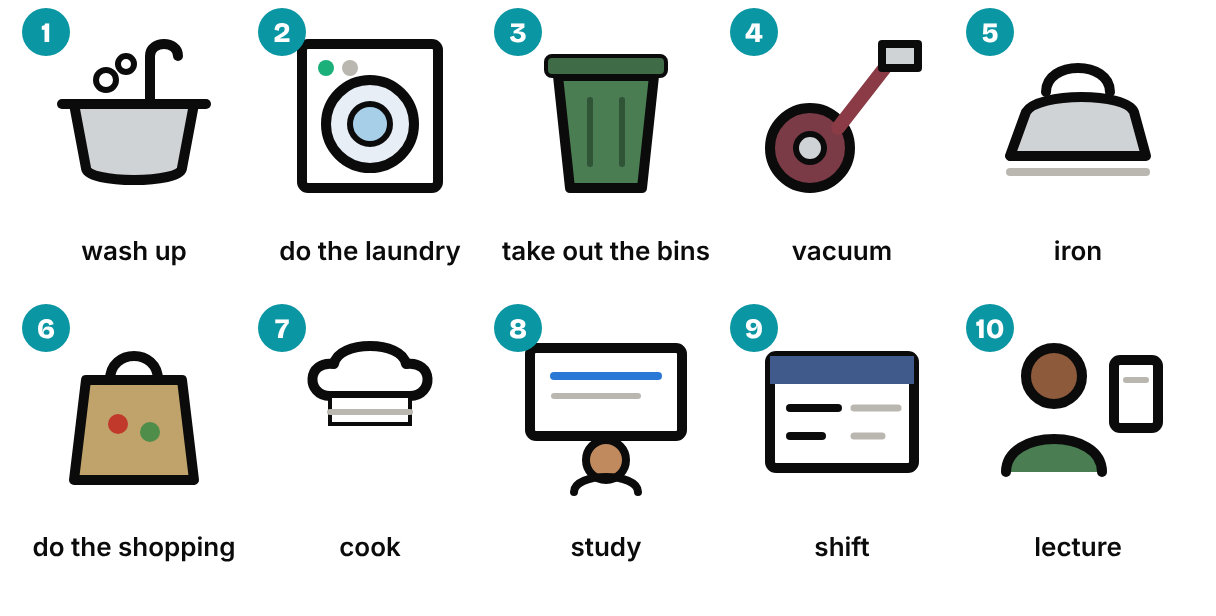 1
wash up
2
do the laundry
3
take out the bins
4
vacuum
5
iron
6
do the shopping
7
cook
8
study
9
shift
10
lecture